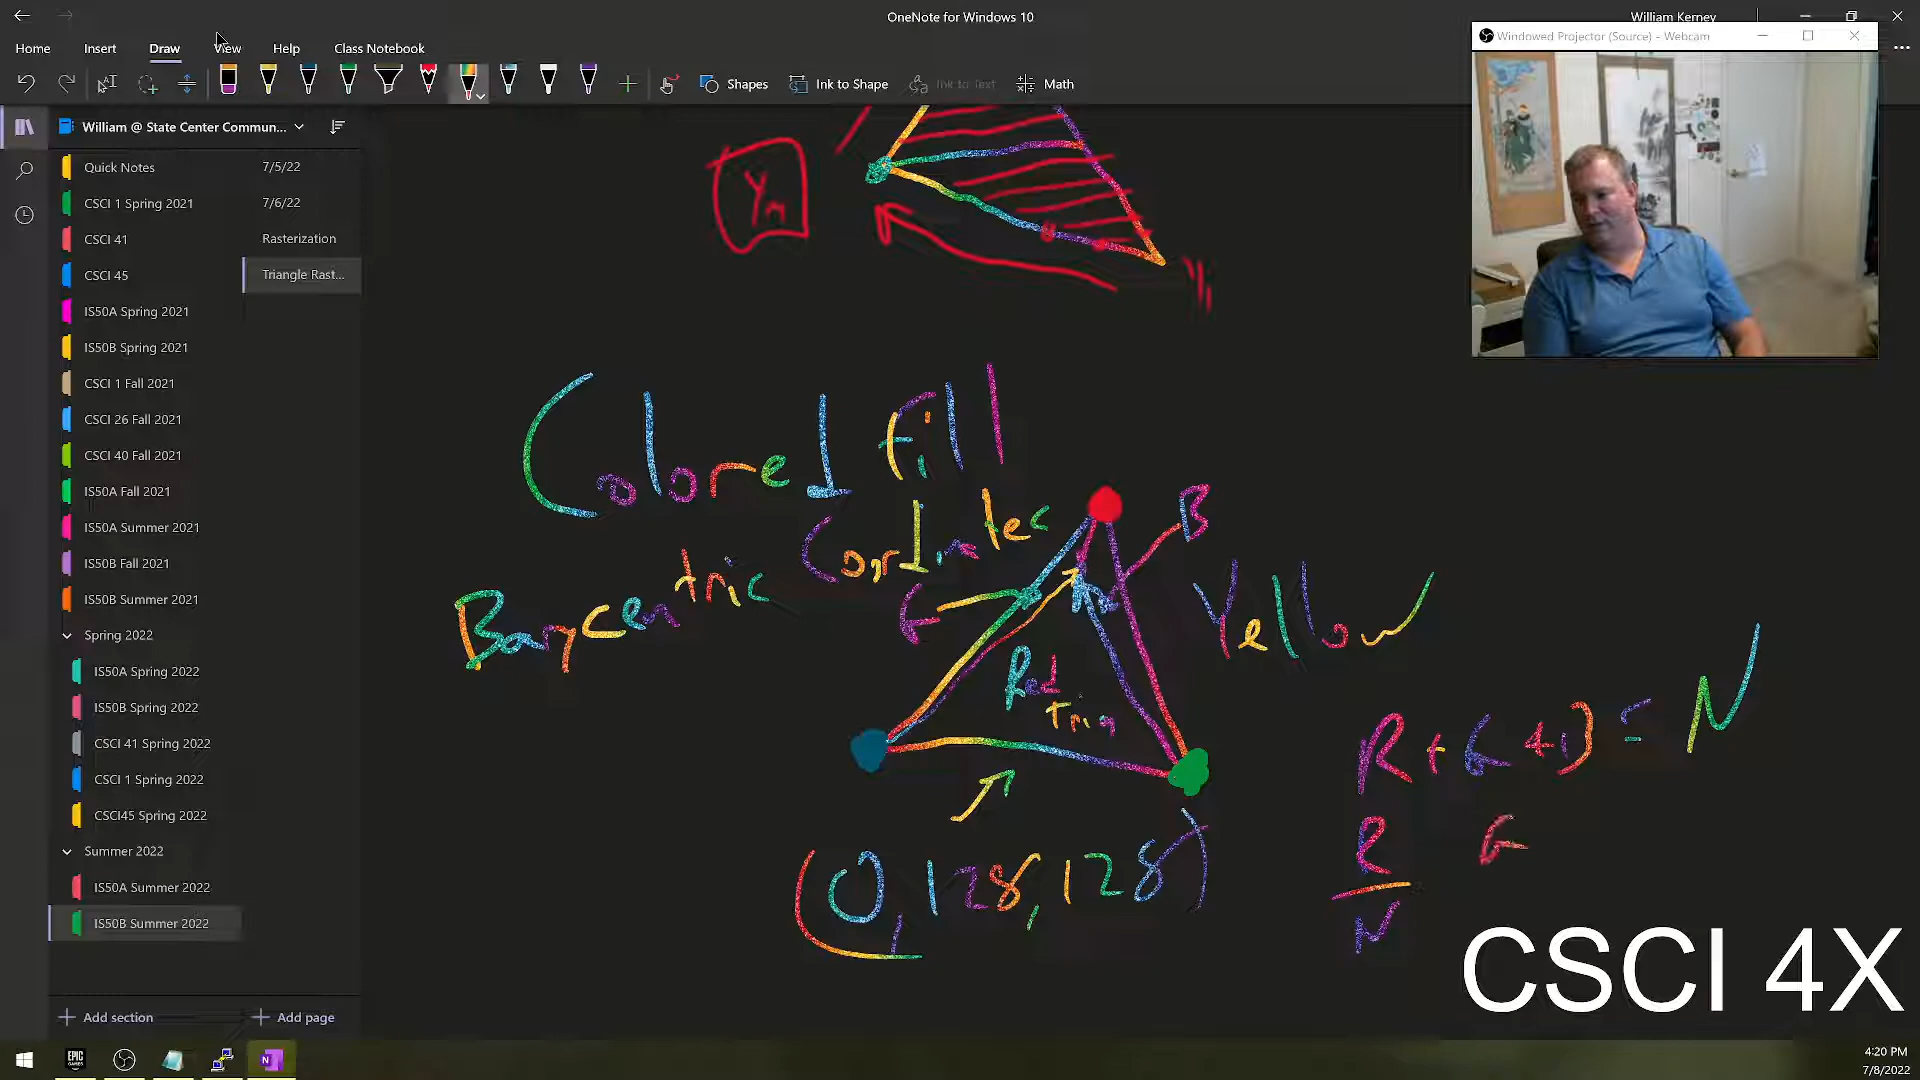 OneNote for Windows 10
William Kerney
Home Insert Draw View Help Class Notebook
Windowed Projector (Source) - Webcam
Shapes Ink to Shape Ink to Text Math
William @ State Center Commun...
Quick Notes 7/5/22
CSCI 1 Spring 2021 7/6/22
CSCI 41 Rasterization
CSCI 45 Triangle Rast...
IS50A Spring 2021
IS50B Spring 2021
CSCI 1 Fall 2021
CSCI 26 Fall 2021
CSCI 40 Fall 2021
IS50A Fall 2021
IS50A Summer 2021
IS50B Fall 2021
IS50B Summer 2021
Spring 2022
IS50A Spring 2022
IS50B Spring 2022
CSCI 41 Spring 2022
CSCI 1 Spring 2022
CSCI45 Spring 2022
Summer 2022
IS50A Summer 2022
IS50B Summer 2022
Add section Add page
Colored Fill
Barycentric Cordinates
B
G
Yellow
Red
tria
R + G + B = N
R G
N
(0, 128, 128)
CSCI 4X
EPIC GAMES
4:20 PM
7/8/2022